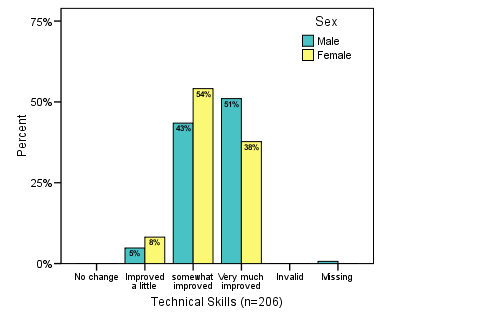 Sex
Male
Female
75%
50%
25%
0%
Percent
5%
8%
43%
54%
51%
38%
No change
Improved
a little
somewhat
improved
Very much
improved
Invalid
Missing
Technical Skills (n=206)